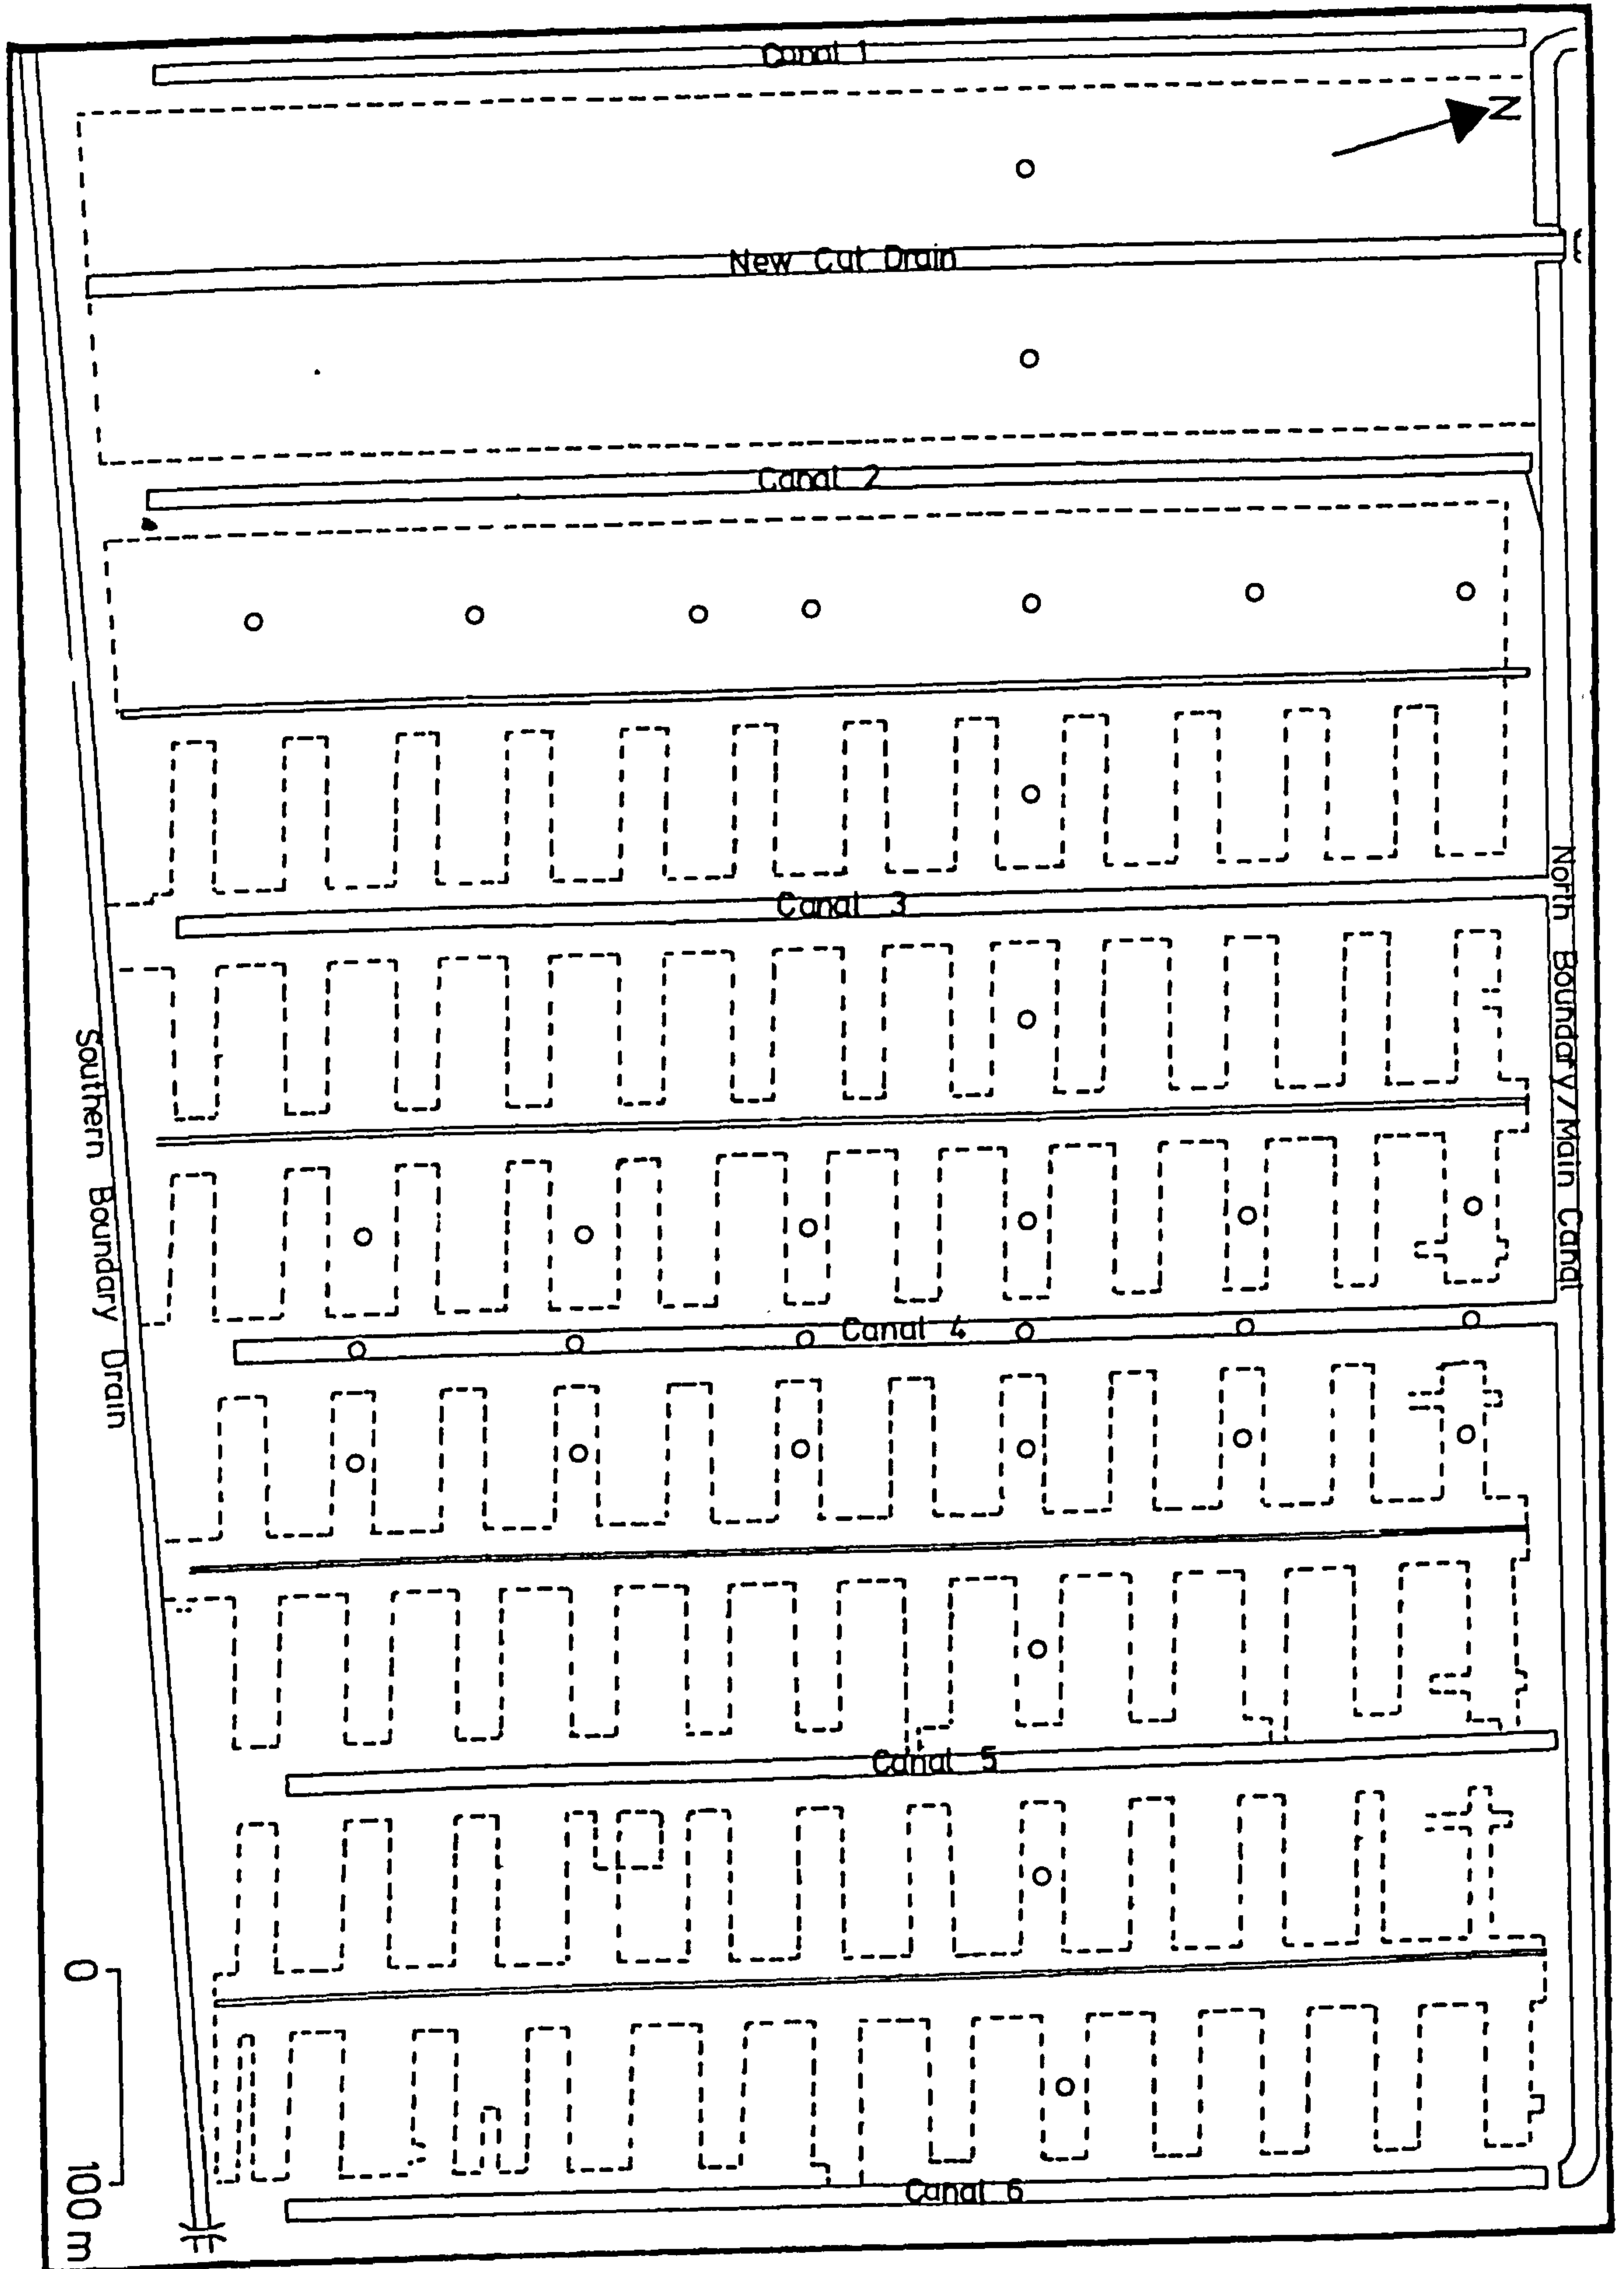 Canal 1
N
New Cut Drain
Canal 2
Canal 3
North Boundary/Main Canal
Southern Boundary Drain
Canal 4
Canal 5
0
100 m
Canal 6